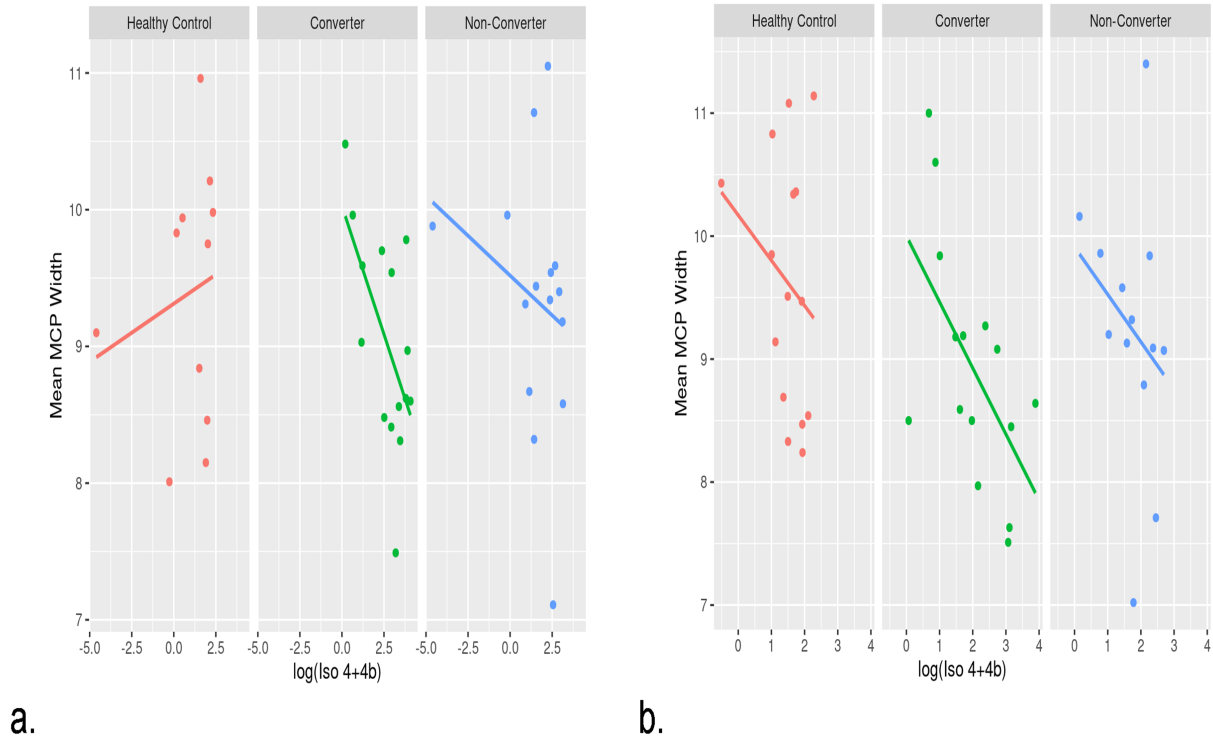 Healthy Control Converter Non-Converter
11
10
9
8
7
Mean MCP Width
-5.0 -2.5 0.0 2.5 -5.0 -2.5 0.0 2.5 -5.0 -2.5 0.0 2.5
log(Iso 4+4b)
a.
Healthy Control Converter Non-Converter
11
10
9
8
7
Mean MCP Width
0 1 2 3 4 0 1 2 3 4 0 1 2 3 4
log(Iso 4+4b)
b.